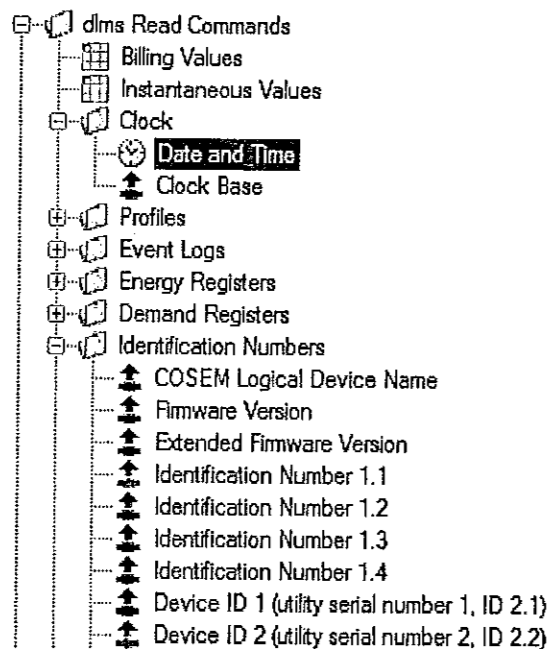 dlms Read Commands
Billing Values
Instantaneous Values
Clock
Date and Time
Clock Base
Profiles
Event Logs
Energy Registers
Demand Registers
Identification Numbers
COSEM Logical Device Name
Firmware Version
Extended Firmware Version
Identification Number 1.1
Identification Number 1.2
Identification Number 1.3
Identification Number 1.4
Device ID 1 (utility serial number 1, ID 2.1)
Device ID 2 (utility serial number 2, ID 2.2)